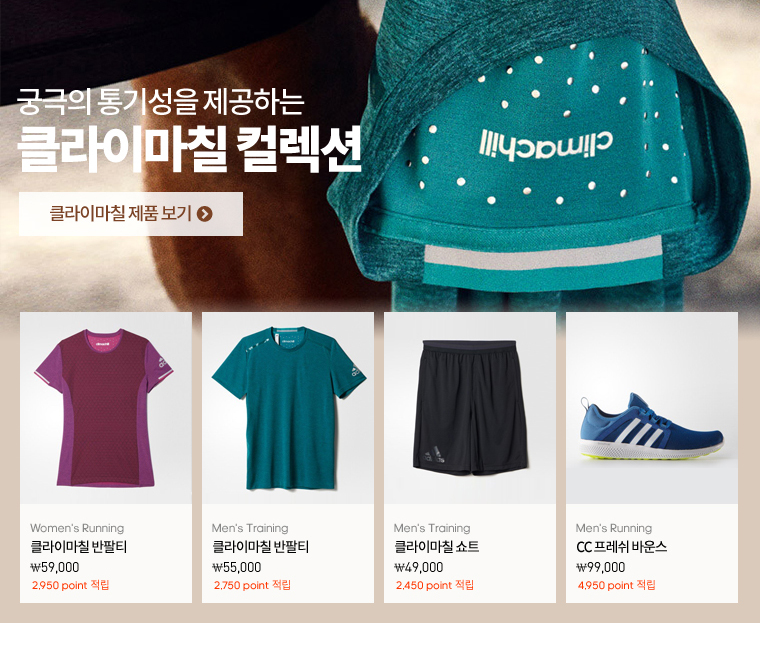 궁극의 통기성을 제공하는
클라이마칠 컬렉션
클라이마칠 제품 보기
climachill
Women's Running
클라이마칠 반팔티
₩59,000
2,950 point 적립
Men's Training
클라이마칠 반팔티
₩55,000
2,750 point 적립
Men's Training
클라이마칠 쇼트
₩49,000
2,450 point 적립
Men's Running
CC 프레쉬 바운스
₩99,000
4,950 point 적립